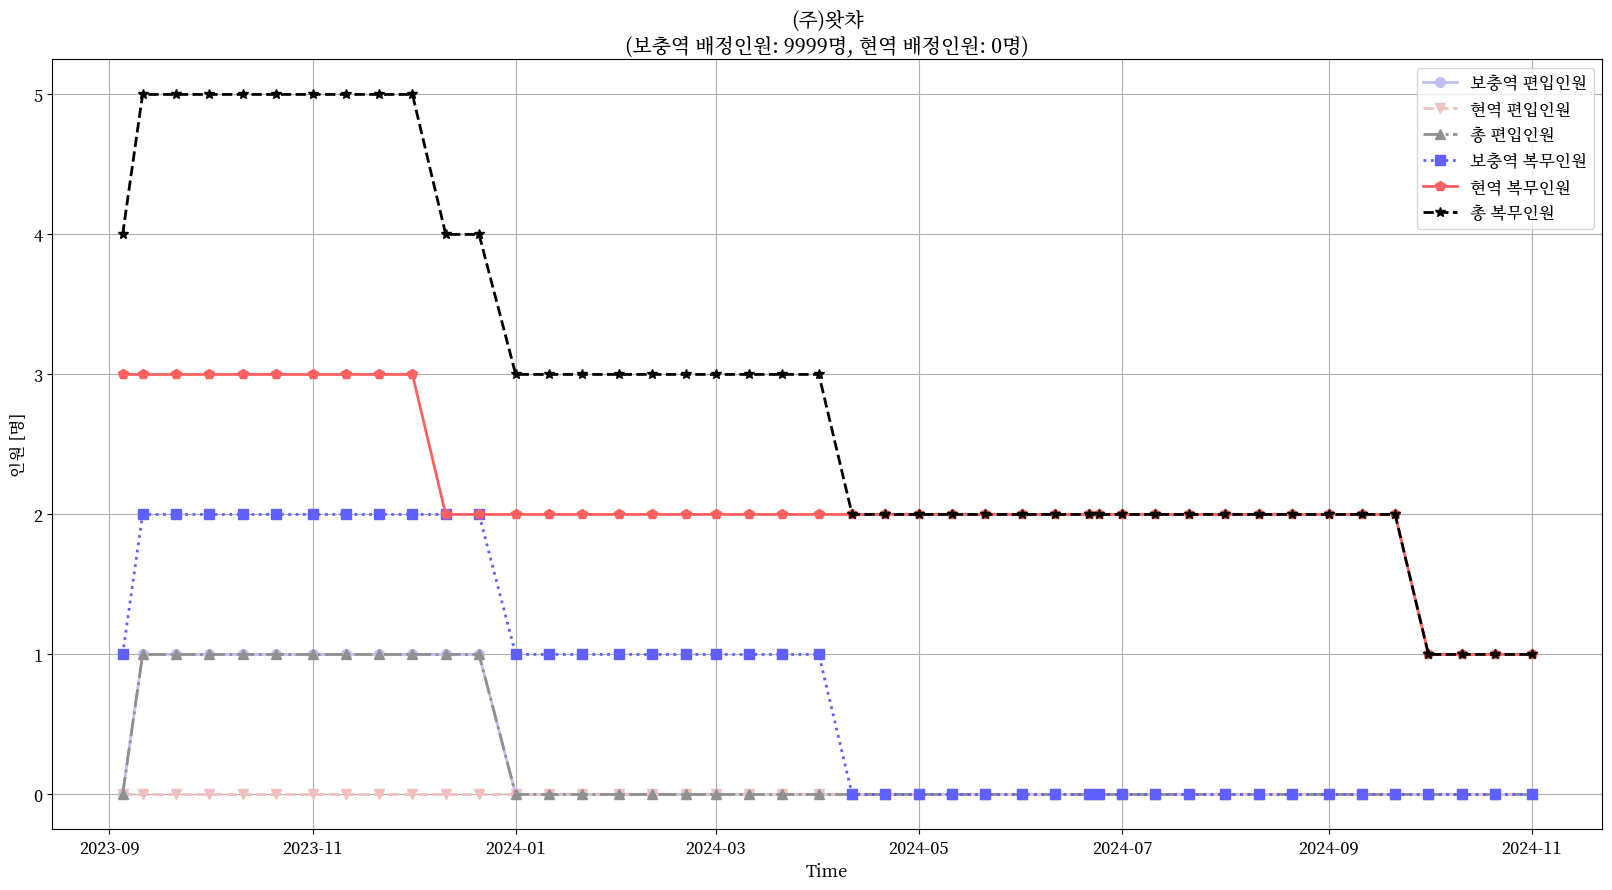 (주)왓챠
(보충역 배정인원: 9999명, 현역 배정인원: 0명)
보충역 편입인원
현역 편입인원
총 편입인원
보충역 복무인원
현역 복무인원
총 복무인원
인원 [명]
5
4
3
2
1
0
2023-09
2023-11
2024-01
2024-03
2024-05
2024-07
2024-09
2024-11
Time